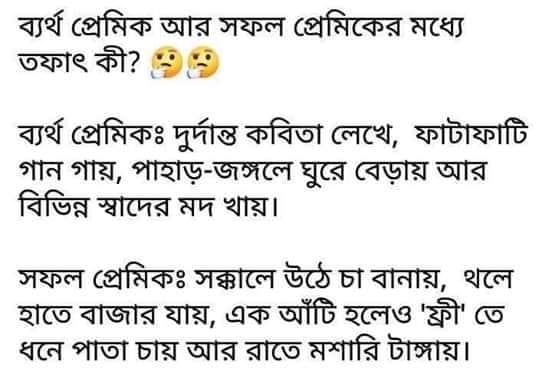 ব্যর্থ প্রেমিক আর সফল প্রেমিকের মধ্যে
তফাৎ কী? 🤔🤔
ব্যর্থ প্রেমিকঃ দুর্দান্ত কবিতা লেখে, ফাটাফাটি
গান গায়, পাহাড়-জঙ্গলে ঘুরে বেড়ায় আর
বিভিন্ন স্বাদের মদ খায়।
সফল প্রেমিকঃ সক্কালে উঠে চা বানায়, থলে
হাতে বাজার যায়, এক আঁটি হলেও 'ফ্রী' তে
ধনে পাতা চায় আর রাতে মশারি টাঙ্গায়।